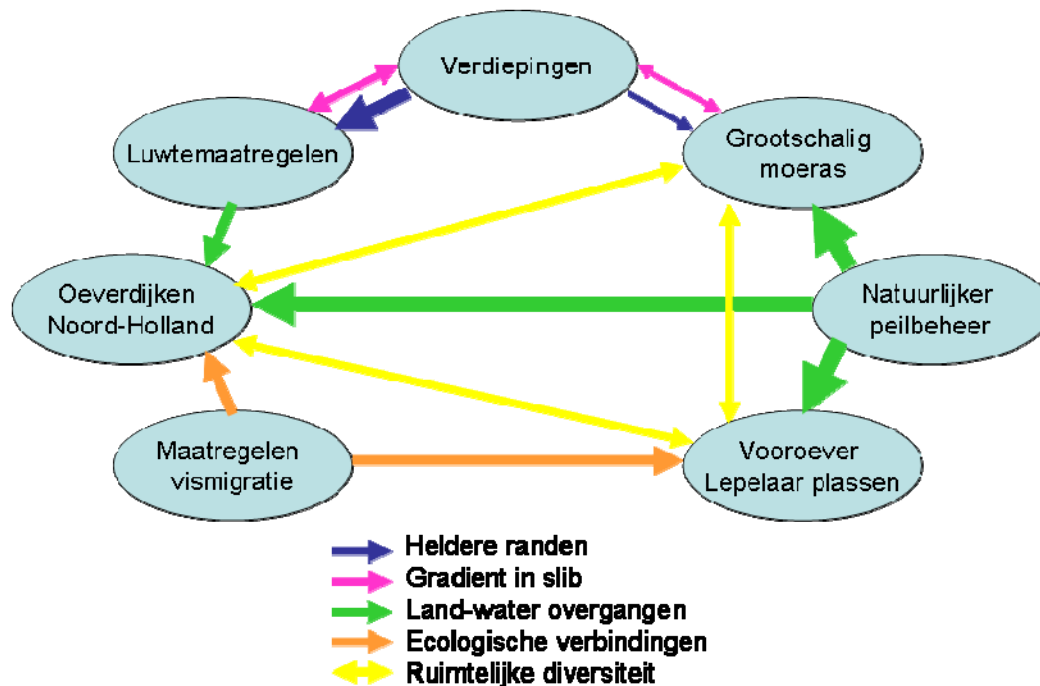 Verdiepingen
Luwtemaatregelen
Grootschalig
moeras
Oeverdijken
Noord-Holland
Natuurlijker
peilbeheer
Maatregelen
vismigratie
Vooroever
Lepelaar plassen
Heldere randen
Gradient in slib
Land-water overgangen
Ecologische verbindingen
Ruimtelijke diversiteit